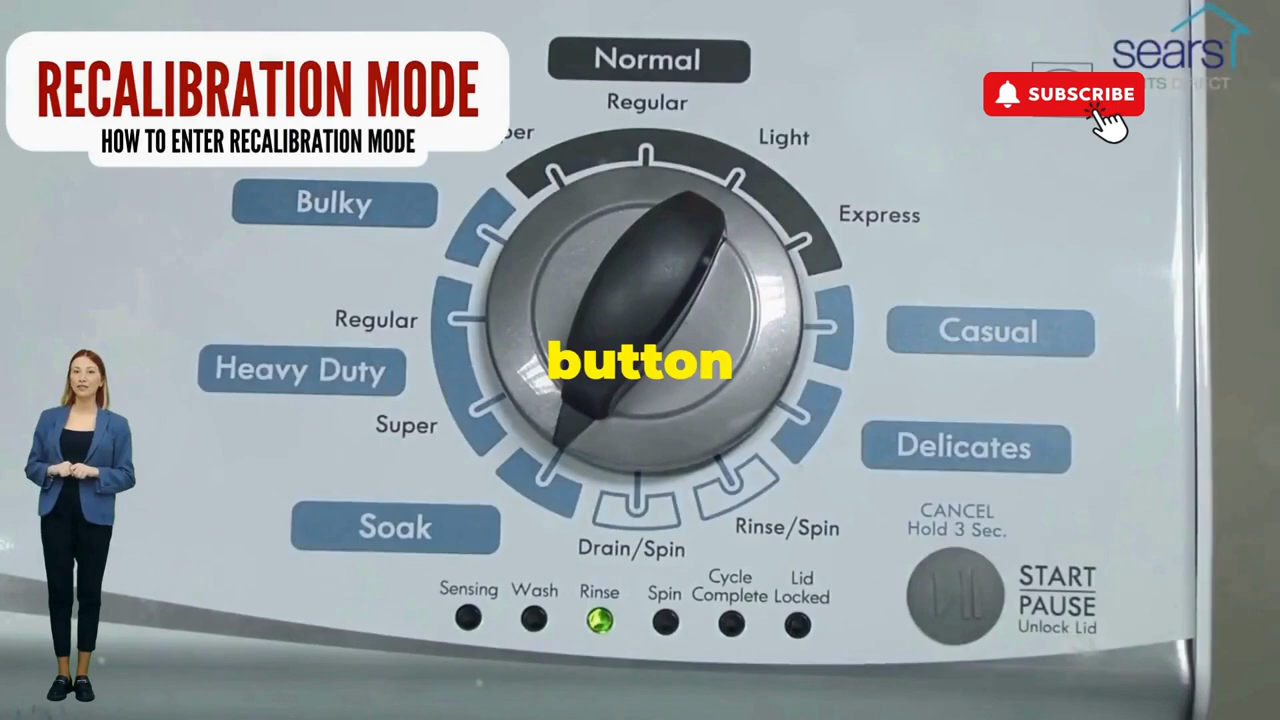 RECALIBRATION MODE
HOW TO ENTER RECALIBRATION MODE
sears
DIRECT
SUBSCRIBE
Normal
Regular
Light
Express
Bulky
Regular
Heavy Duty
Super
Casual
Delicates
button
Soak
Drain/Spin
Rinse/Spin
CANCEL
Hold 3 Sec.
Sensing
Wash
Rinse
Spin
Cycle
Complete
Lid
Locked
START
PAUSE
Unlock Lid